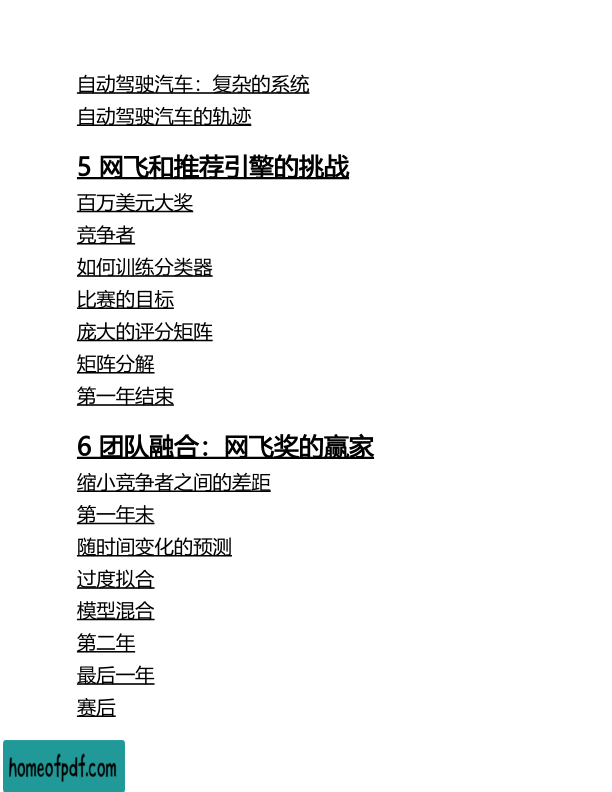 自动驾驶汽车：复杂的系统
自动驾驶汽车的轨迹
5 网飞和推荐引擎的挑战
百万美元大奖
竞争者
如何训练分类器
比赛的目标
庞大的评分矩阵
矩阵分解
第一年结束
6 团队融合：网飞奖的赢家
缩小竞争者之间的差距
第一年末
随时间变化的预测
过度拟合
模型混合
第二年
最后一年
赛后
homeofpdf.com